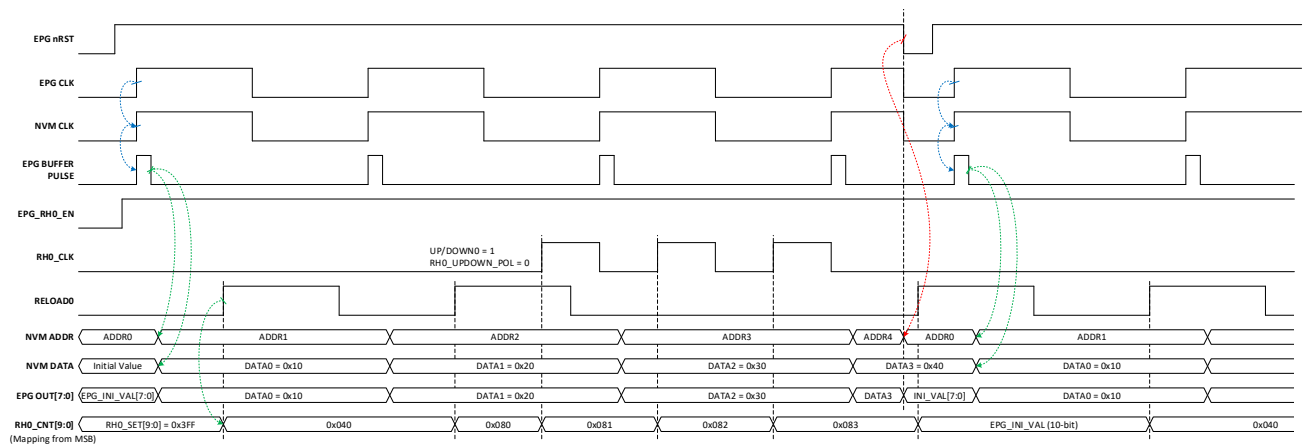 EPG nRST
EPG CLK
NVM CLK
EPG BUFFER
PULSE
EPG_RH0_EN
RH0_CLK
UP/DOWN0 = 1
RH0_UPDOWN_POL = 0
RELOAD0
NVM ADDR ADDR0 ADDR1 ADDR2 ADDR3 ADDR4 ADDR0 ADDR1
NVM DATA Initial Value DATA0 = 0x10 DATA1 = 0x20 DATA2 = 0x30 DATA3 = 0x40 DATA0 = 0x10
EPG OUT[7:0] EPG_INI_VAL[7:0] DATA0 = 0x10 DATA1 = 0x20 DATA2 = 0x30 DATA3 INI_VAL[7:0] DATA0 = 0x10
RH0_CNT[9:0] RH0_SET[9:0] = 0x3FF 0x040 0x080 0x081 0x082 0x083 EPG_INI_VAL (10-bit) 0x040
(Mapping from MSB)